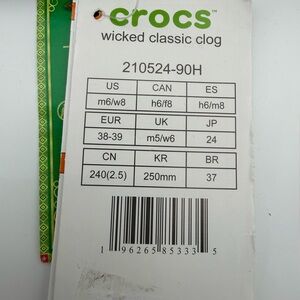 crocs™
wicked classic clog
210524-90H
US CAN ES
m6/w8 h6/f8 h6/m8
EUR UK JP
38-39 m5/w6 24
CN KR BR
240(2.5) 250mm 37
1 96265 85333 5